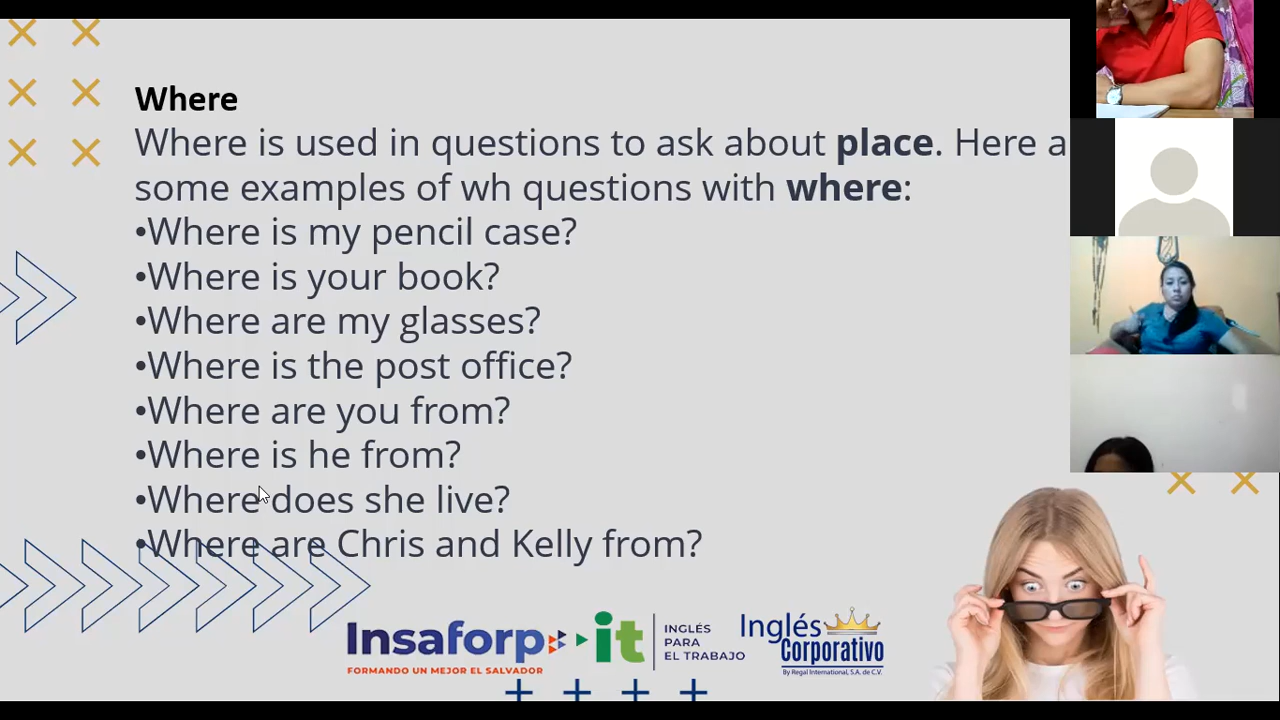 Where
Where is used in questions to ask about place. Here a
some examples of wh questions with where:
•Where is my pencil case?
•Where is your book?
•Where are my glasses?
•Where is the post office?
•Where are you from?
•Where is he from?
•Where does she live?
•Where are Chris and Kelly from?
Insaforp
FORMANDO UN MEJOR EL SALVADOR
it
INGLÉS
PARA
EL TRABAJO
Inglés
Corporativo
By Regal International, S.A. de C.V.